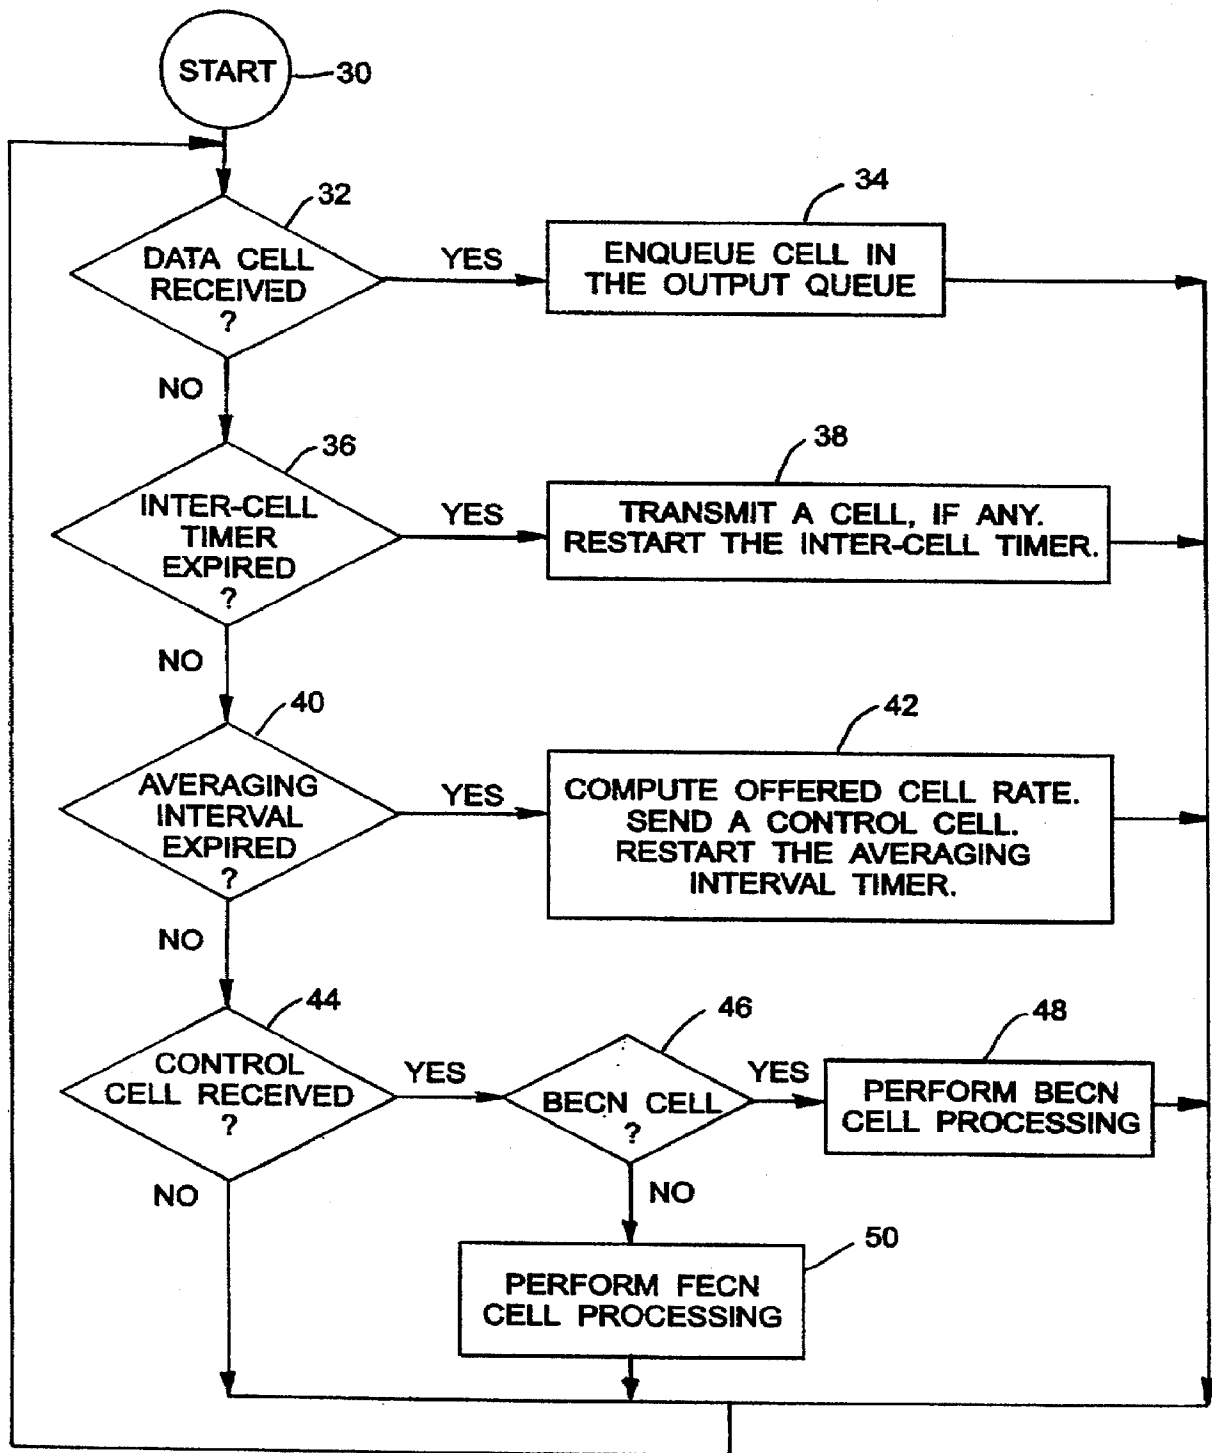 START
30
32
DATA CELL
RECEIVED
?
YES
34
ENQUEUE CELL IN
THE OUTPUT QUEUE
NO
36
INTER-CELL
TIMER
EXPIRED
?
YES
38
TRANSMIT A CELL, IF ANY.
RESTART THE INTER-CELL TIMER.
NO
40
AVERAGING
INTERVAL
EXPIRED
?
YES
42
COMPUTE OFFERED CELL RATE.
SEND A CONTROL CELL.
RESTART THE AVERAGING
INTERVAL TIMER.
NO
44
CONTROL
CELL RECEIVED
?
YES
46
BECN CELL
?
YES
48
PERFORM BECN
CELL PROCESSING
NO
NO
50
PERFORM FECN
CELL PROCESSING